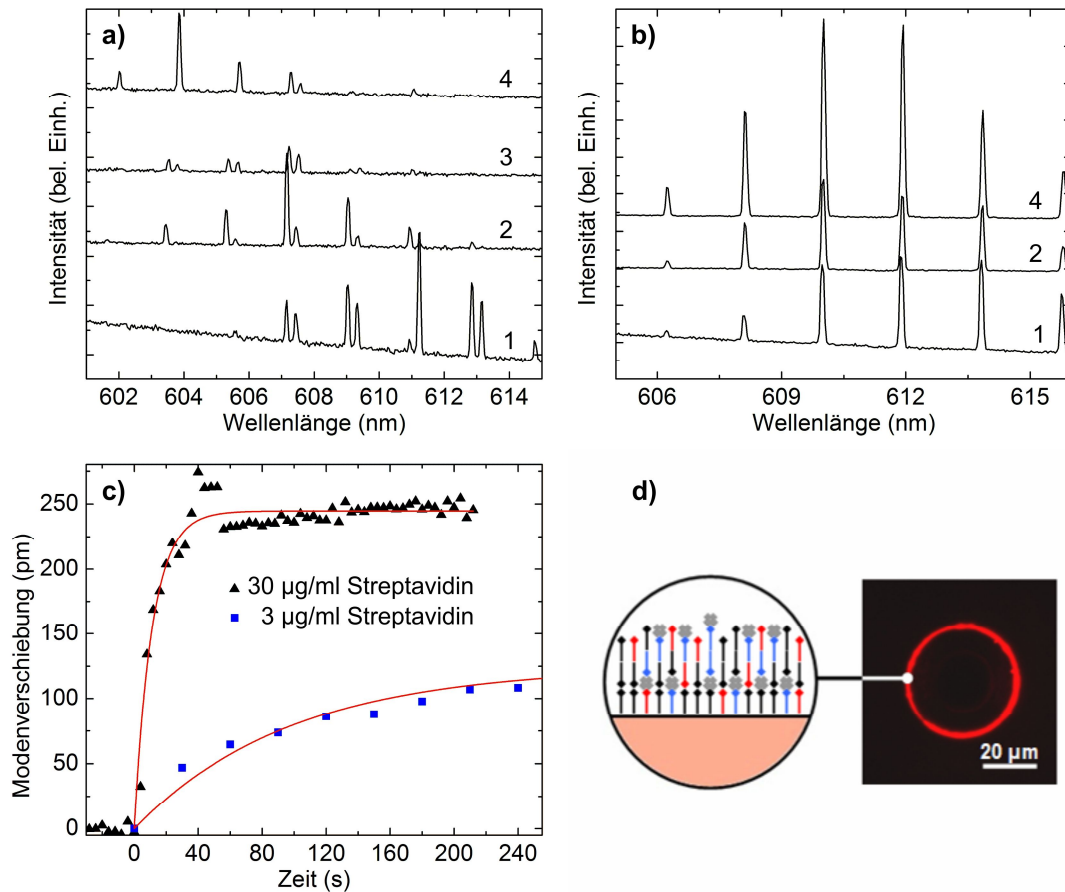 a)
4
3
2
1
Intensität (bel. Einh.)
602 604 606 608 610 612 614
Wellenlänge (nm)
b)
4
2
1
Intensität (bel. Einh.)
606 609 612 615
Wellenlänge (nm)
c)
250
200
150
100
50
0
Modenverschiebung (pm)
30 µg/ml Streptavidin
3 µg/ml Streptavidin
0 40 80 120 160 200 240
Zeit (s)
d)
20 µm